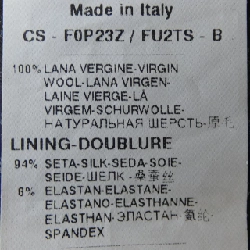 Made in Italy
CS - F0P23Z / FU2TS - B
100% LANA VERGINE-VIRGIN
WOOL-LANA VIRGEN-
LAINE VIERGE-LÃ
VIRGEM-SCHURWOLLE-
НАТУРАЛЬНАЯ ШЕРСТЬ-原毛
LINING-DOUBLURE
94% SETA-SILK-SEDA-SOIE-
SEIDE-ШЕЛК -桑蚕丝
6% ELASTAN-ELASTANE-
ELASTANO-ELASTHANNE-
ELASTHAN-ЭЛАСТАН-氨纶-
SPANDEX